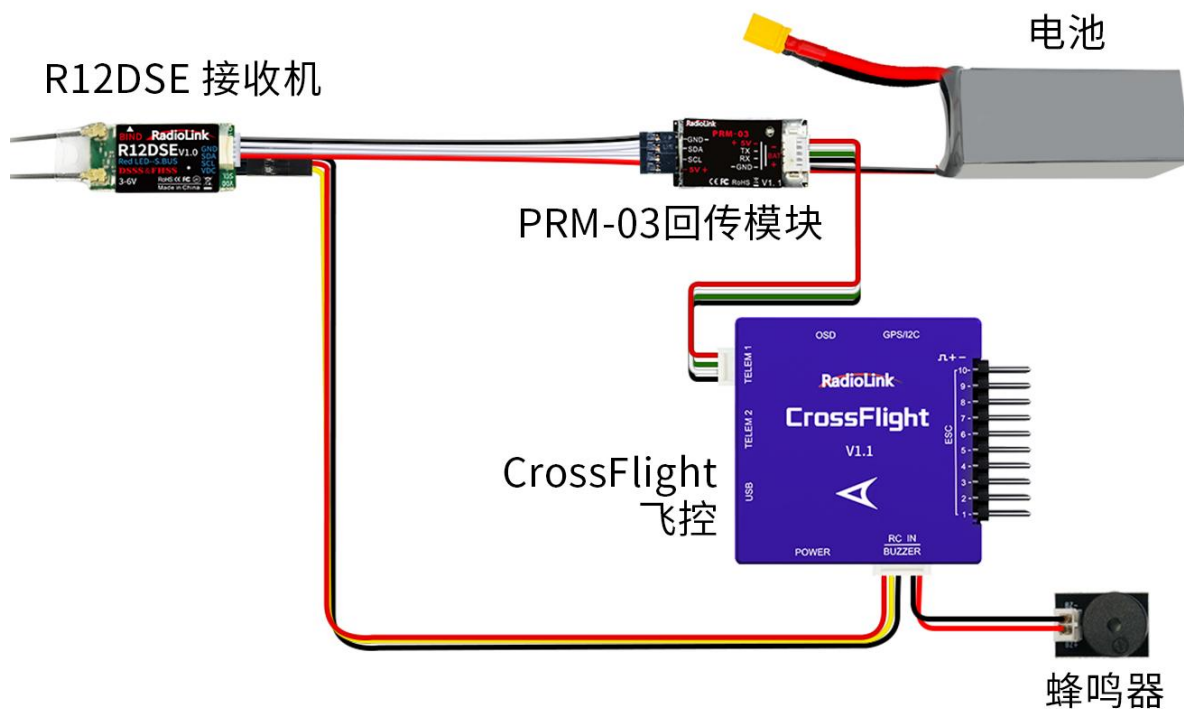 电池
R12DSE 接收机
BIND RadioLink
R12DSE V1.0
Red LED--S.BUS
DSSS&FHSS
3-6V
RoHS
Made in China
GND
SDA
SCL
VDC
RadioLink
PRM-03
GND
SDA
SCL
5V +
+ 5V
TX
RX
GND
BAT
RoHS V1.1
PRM-03回传模块
OSD
GPS/I2C
TELEM 1
TELEM 2
USB
RadioLink
CrossFlight
V1.1
+ -
10
9
8
7
6
5
4
3
2
1
ESC
POWER
RC IN
BUZZER
CrossFlight
飞控
蜂鸣器